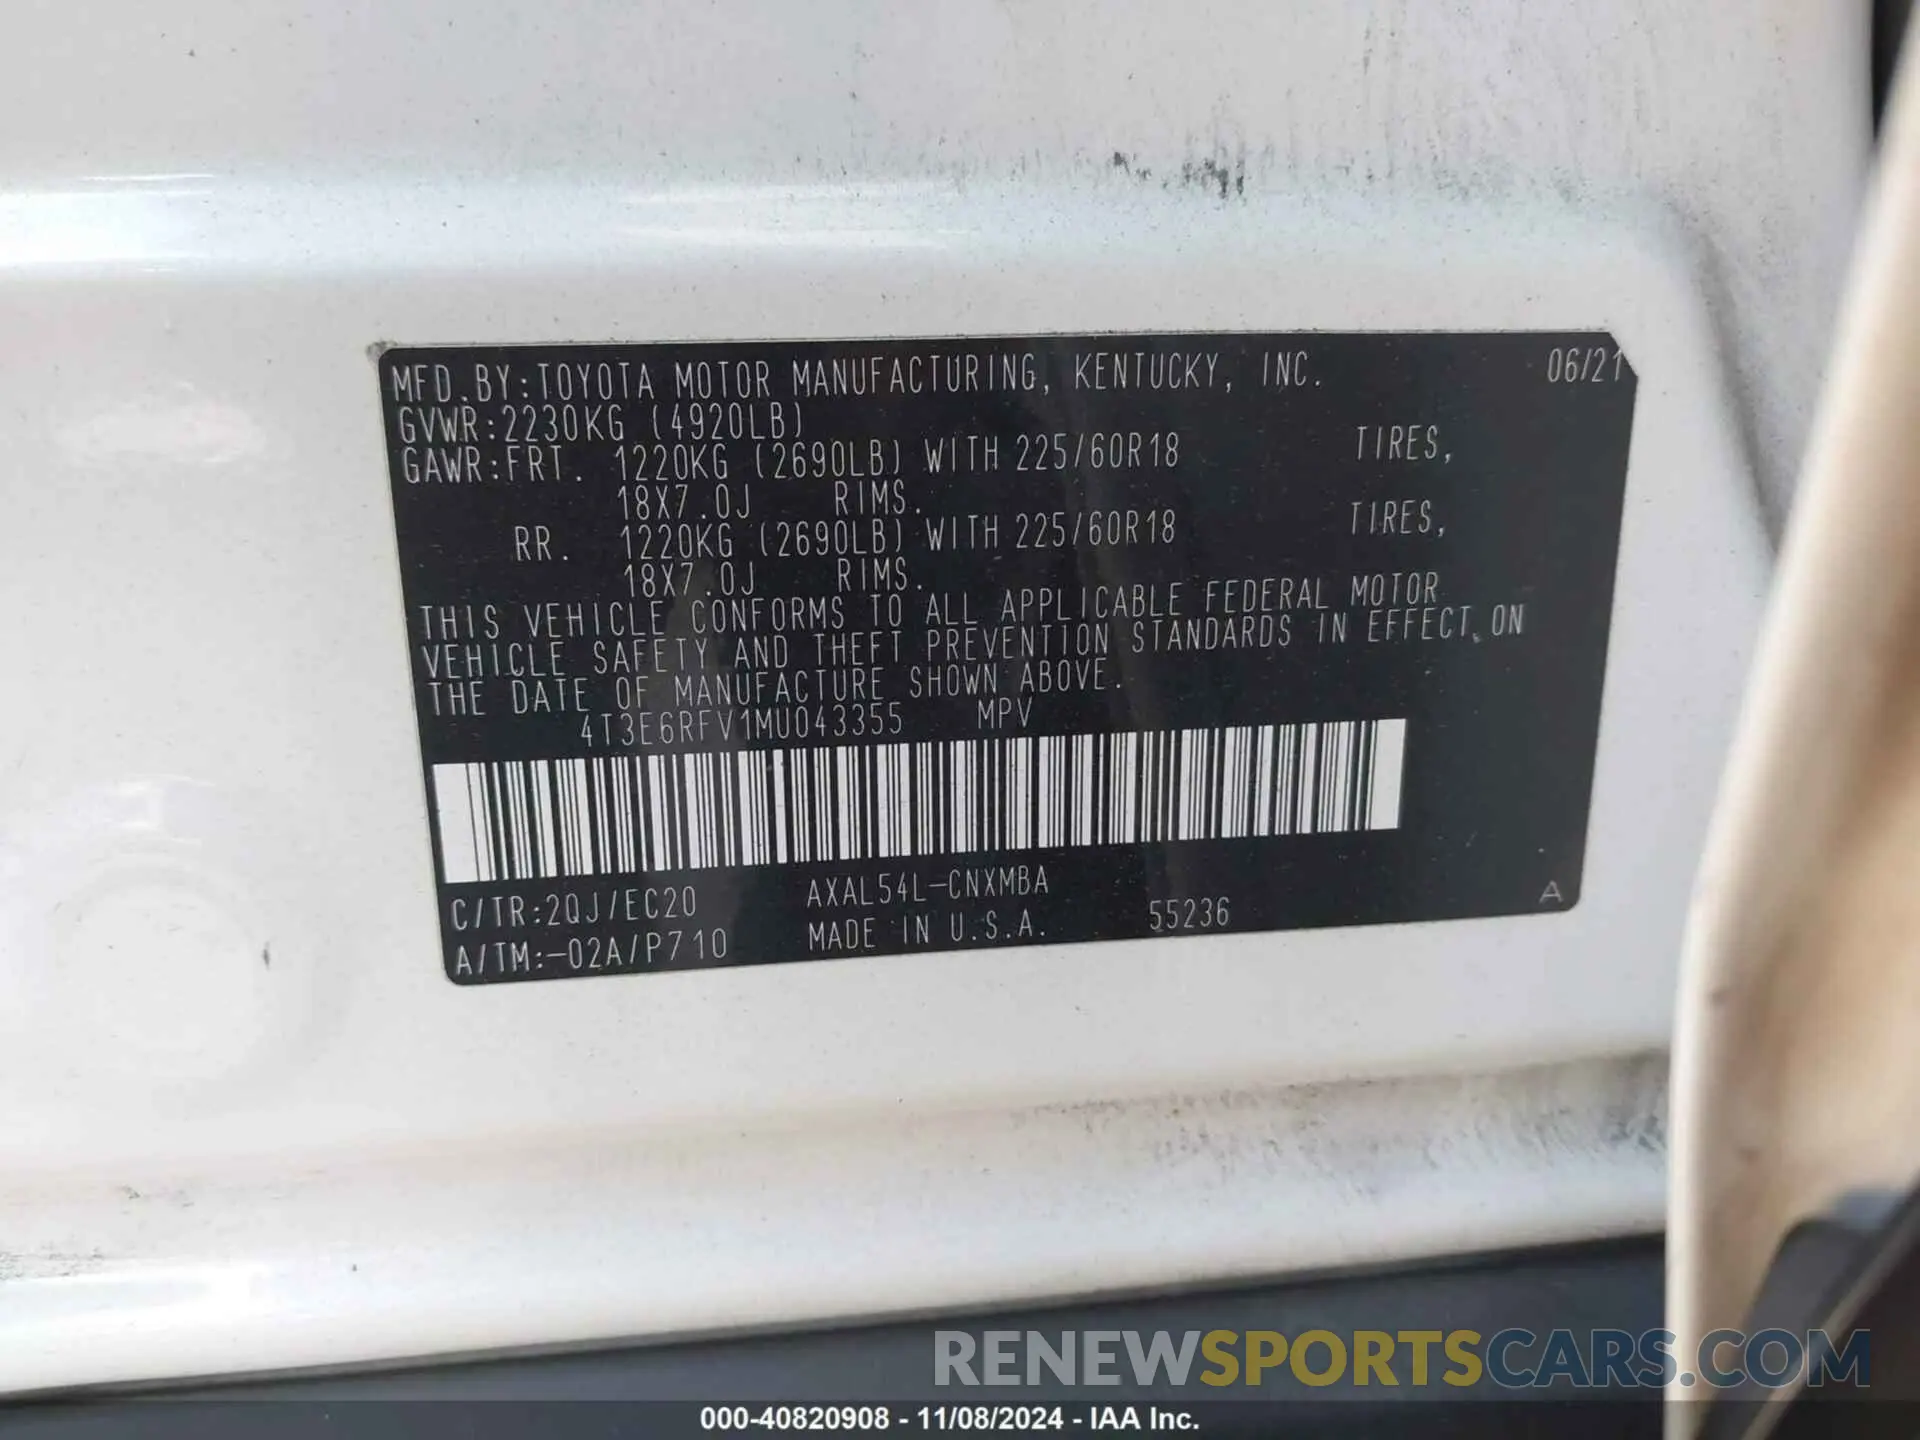 MFD.BY:TOYOTA MOTOR MANUFACTURING, KENTUCKY, INC. 06/21
GVWR:2230KG (4920LB)
GAWR:FRT. 1220KG (2690LB) WITH 225/60R18 TIRES,
18X7.0J RIMS.
RR. 1220KG (2690LB) WITH 225/60R18 TIRES,
18X7.0J RIMS.
THIS VEHICLE CONFORMS TO ALL APPLICABLE FEDERAL MOTOR
VEHICLE SAFETY AND THEFT PREVENTION STANDARDS IN EFFECT ON
THE DATE OF MANUFACTURE SHOWN ABOVE.
4T3E6RFV1MU043355 MPV
C/TR:2QJ/EC20 AXAL54L-CNXMBA
A/TM:-02A/P710 MADE IN U.S.A. 55236 A
RENEWSPORTSCARS.COM
000-40820908 - 11/08/2024 - IAA Inc.